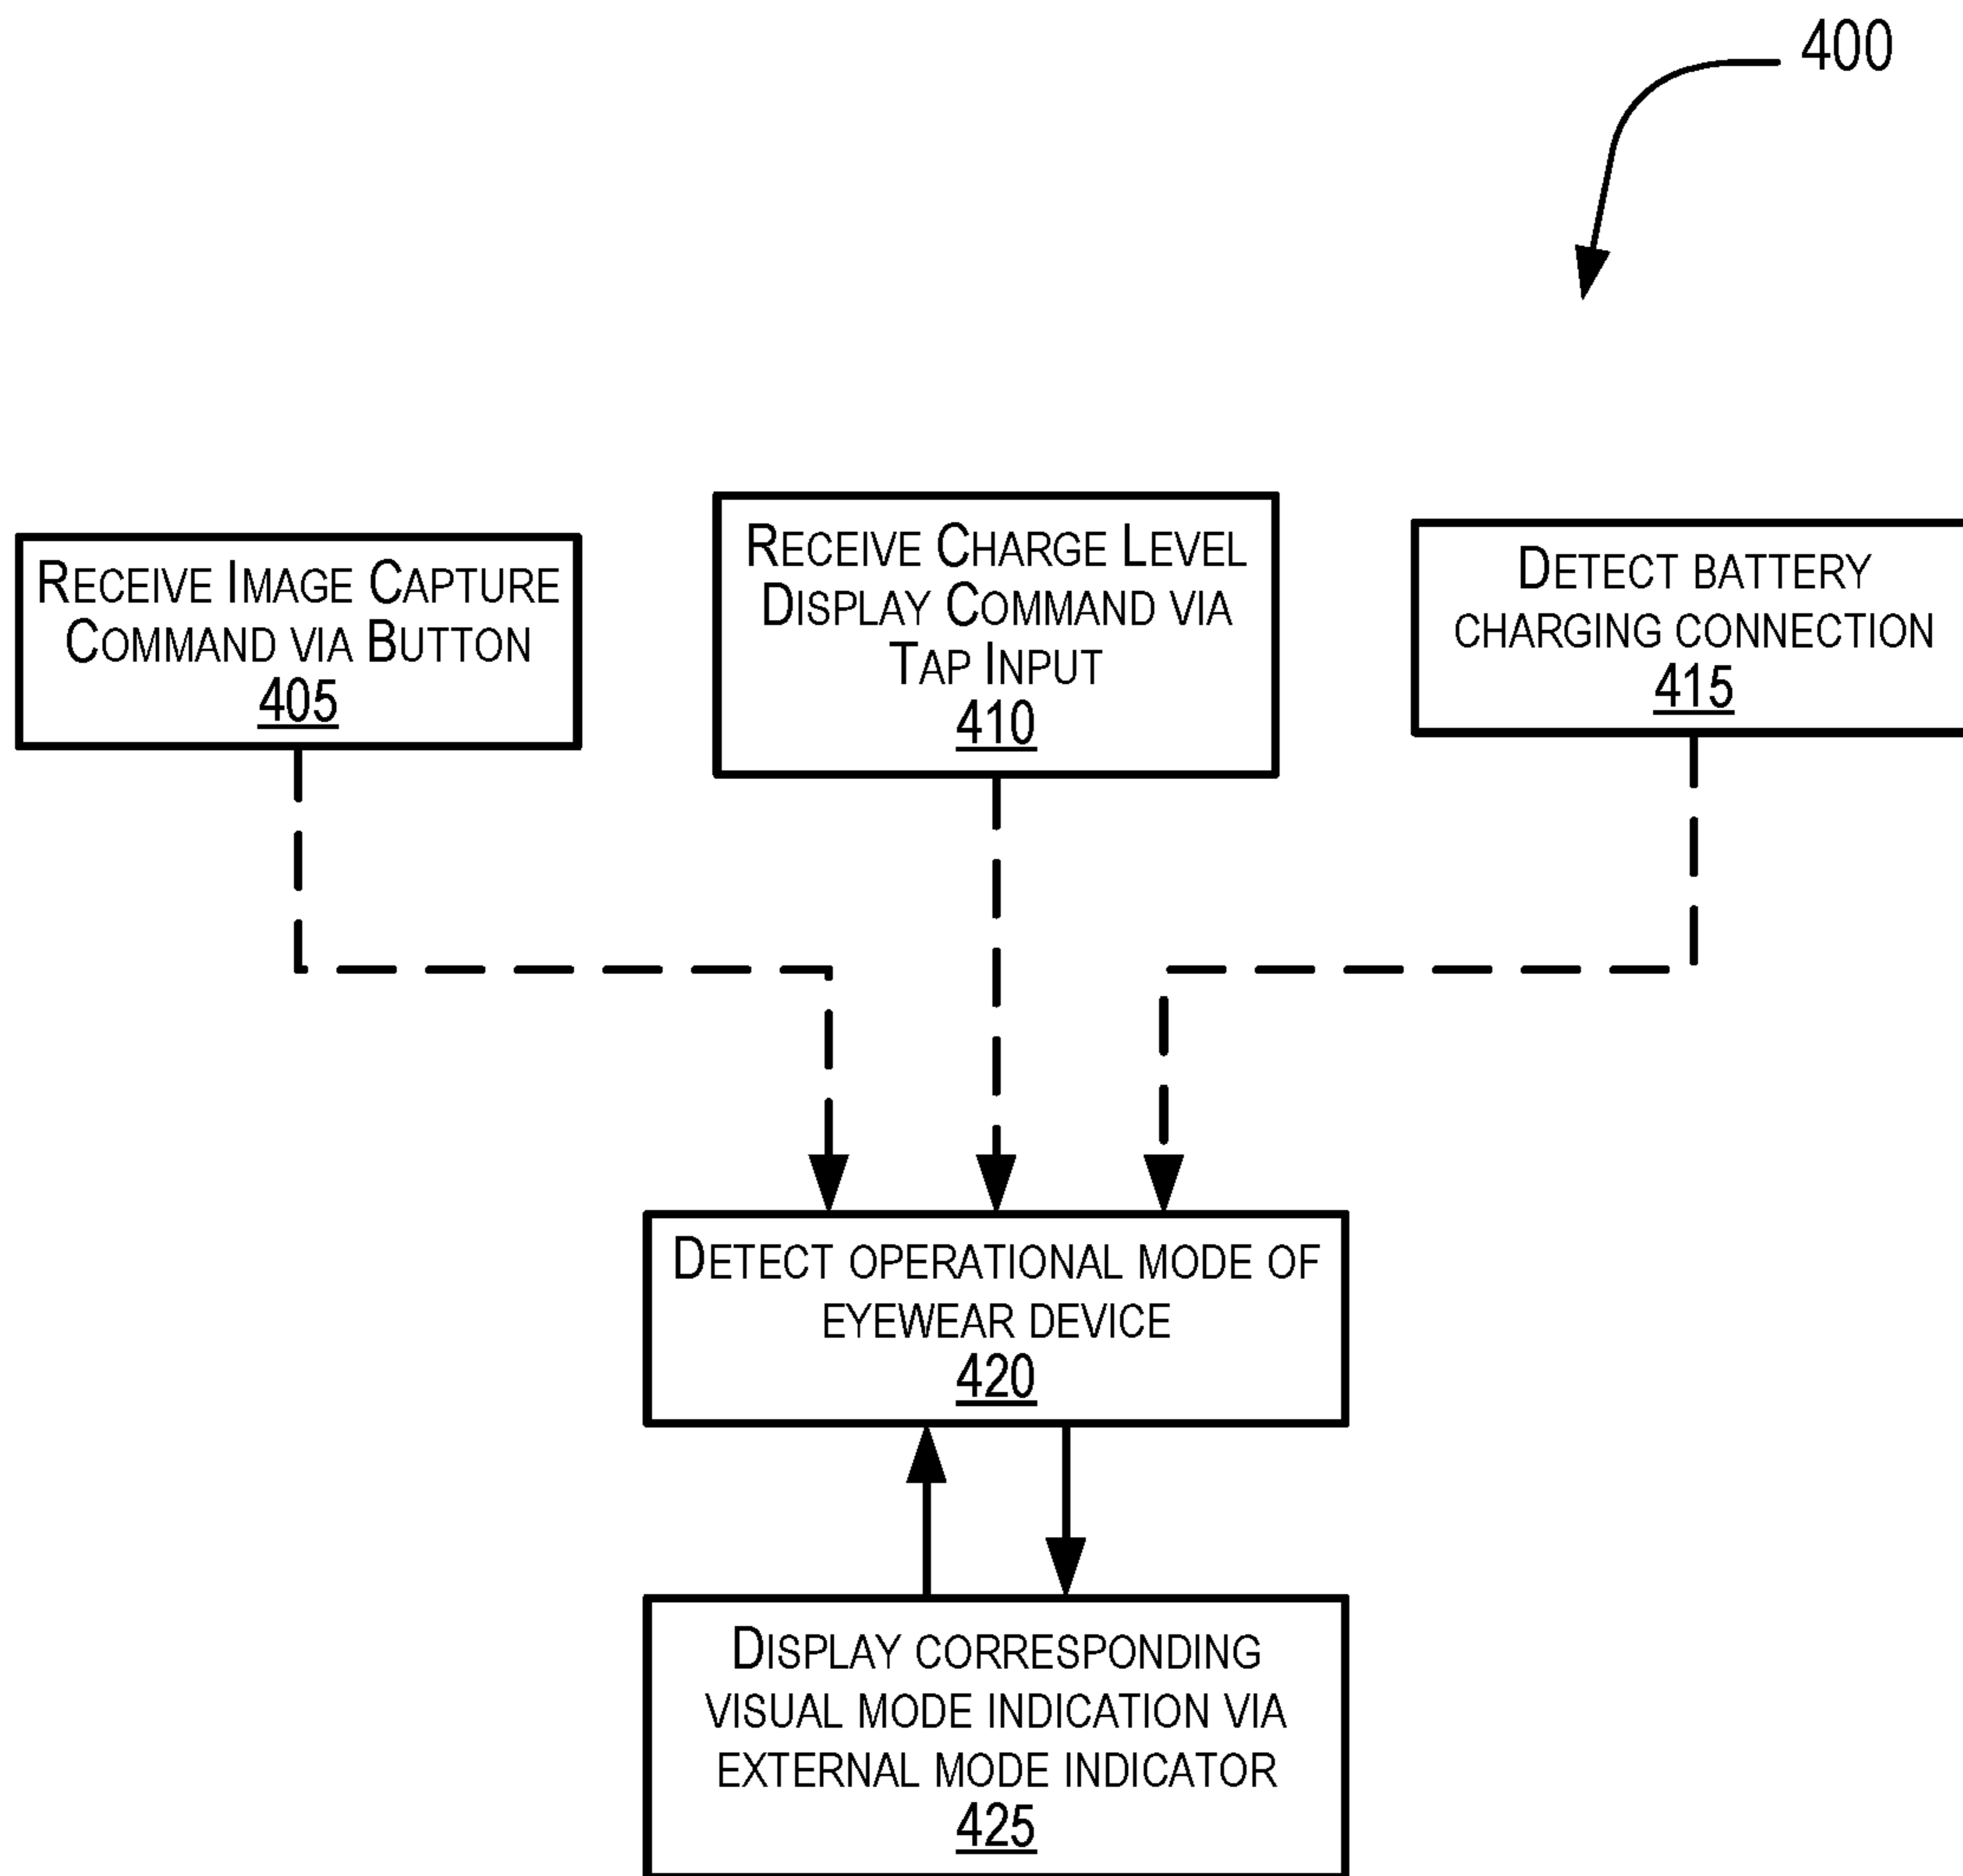 400
RECEIVE IMAGE CAPTURE
COMMAND VIA BUTTON
405
RECEIVE CHARGE LEVEL
DISPLAY COMMAND VIA
TAP INPUT
410
DETECT BATTERY
CHARGING CONNECTION
415
DETECT OPERATIONAL MODE OF
EYEWEAR DEVICE
420
DISPLAY CORRESPONDING
VISUAL MODE INDICATION VIA
EXTERNAL MODE INDICATOR
425